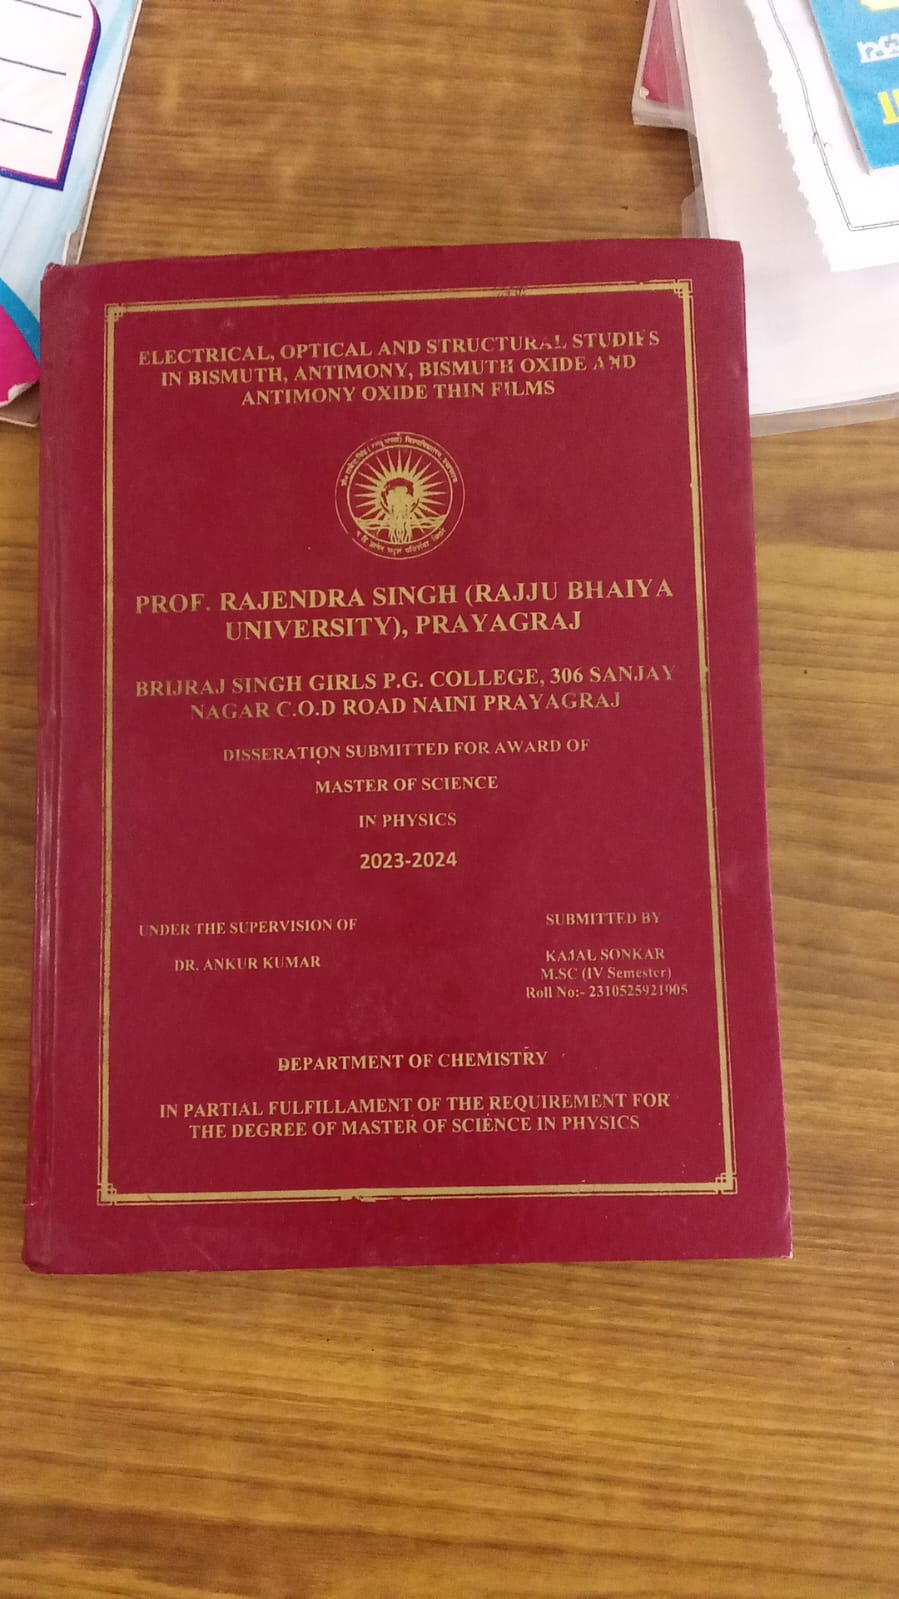 ELECTRICAL, OPTICAL AND STRUCTURAL STUDIES
IN BISMUTH, ANTIMONY, BISMUTH OXIDE AND
ANTIMONY OXIDE THIN FILMS
PROF. RAJENDRA SINGH (RAJJU BHAIYA
UNIVERSITY), PRAYAGRAJ
BRIJRAJ SINGH GIRLS P.G. COLLEGE, 306 SANJAY
NAGAR C.O.D ROAD NAINI PRAYAGRAJ
DISSERATION SUBMITTED FOR AWARD OF
MASTER OF SCIENCE
IN PHYSICS
2023-2024
UNDER THE SUPERVISION OF
DR. ANKUR KUMAR
SUBMITTED BY
KAJAL SONKAR
M.SC (IV Semester)
Roll No:- 2310525921905
DEPARTMENT OF CHEMISTRY
IN PARTIAL FULFILLAMENT OF THE REQUIREMENT FOR
THE DEGREE OF MASTER OF SCIENCE IN PHYSICS